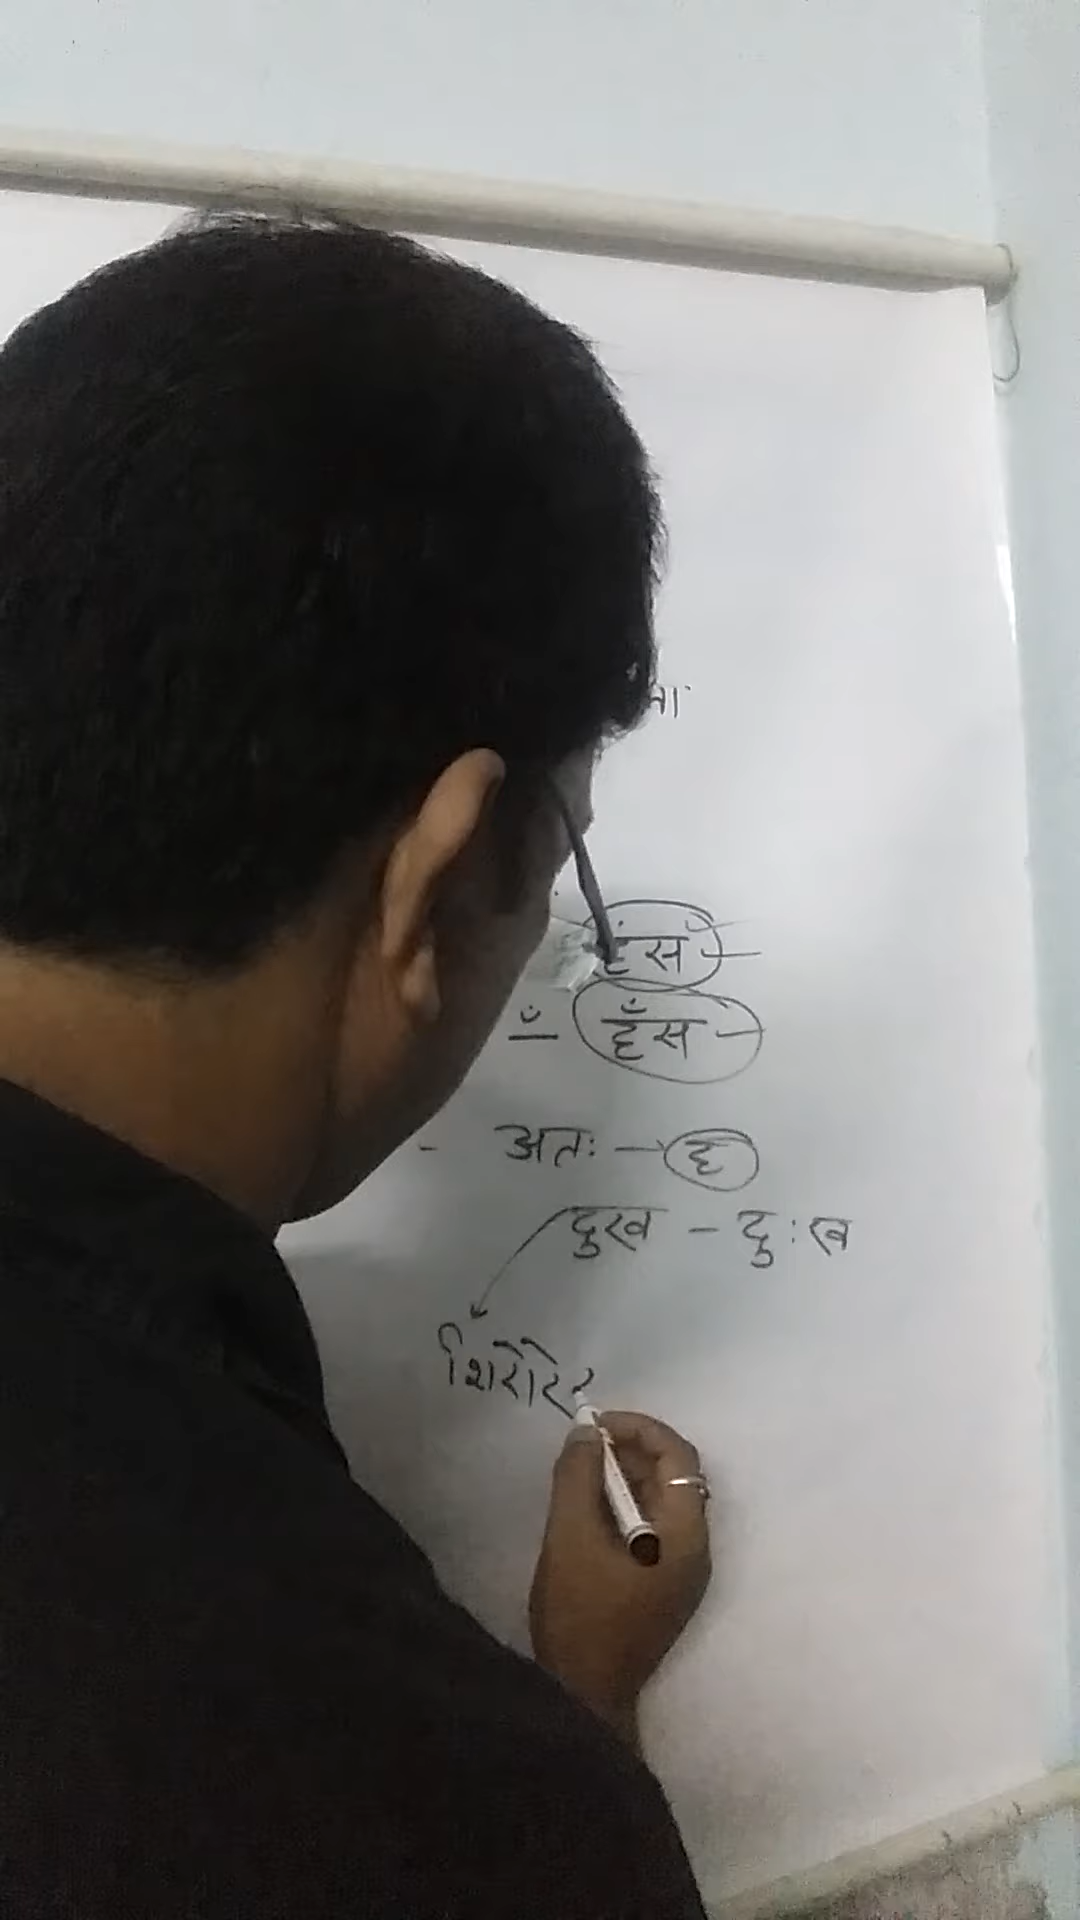 हंस —
ँ हँस —
- अतः → ह
दुख - दुःख
शिरोरे